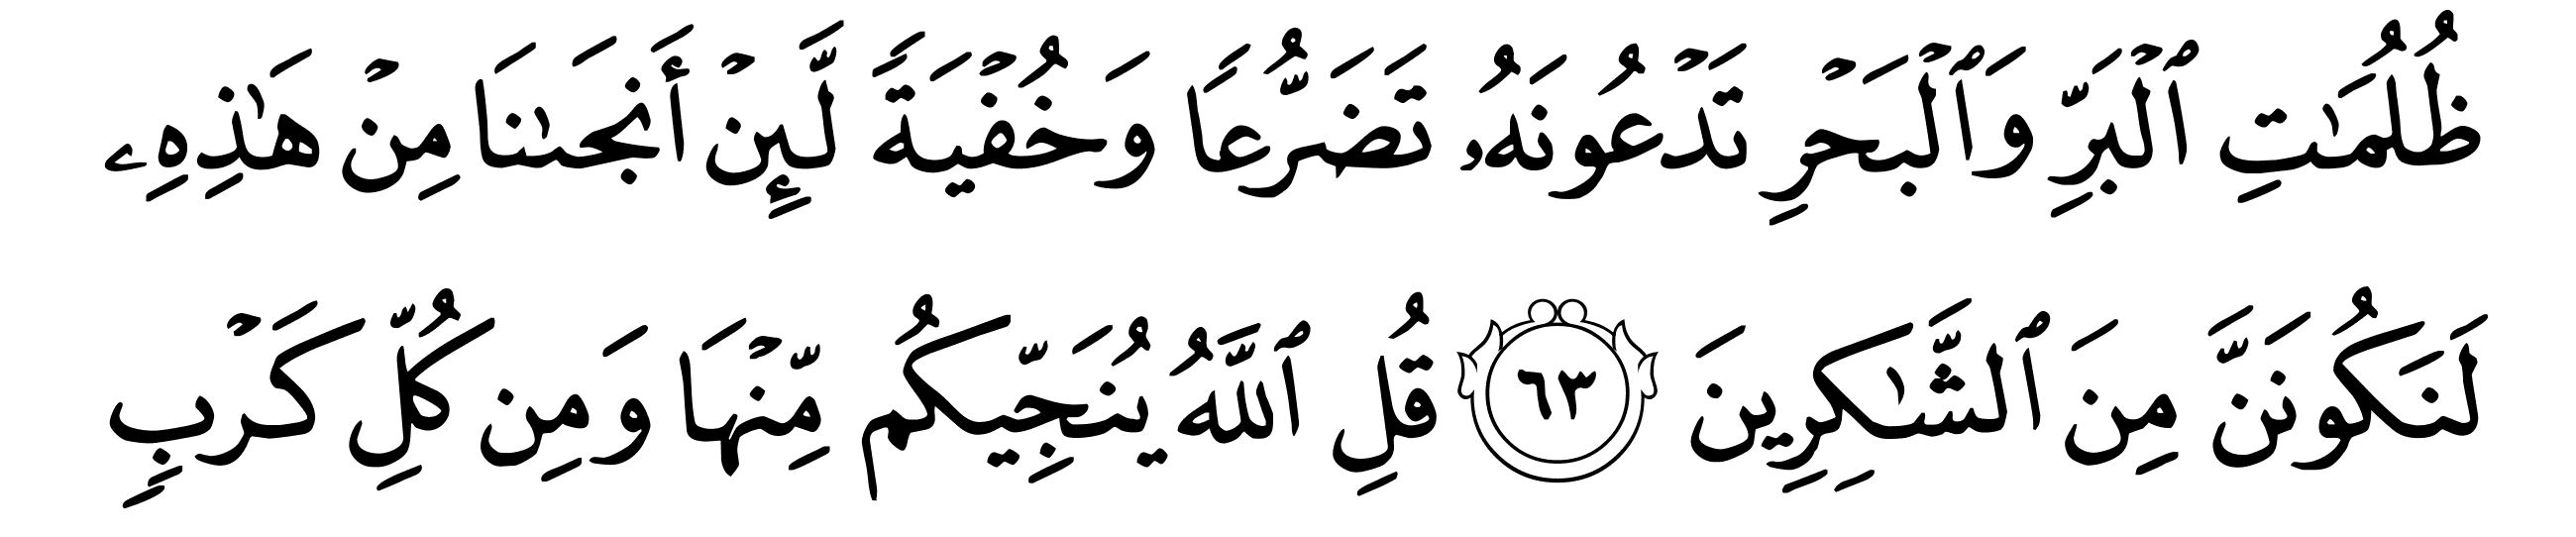 ظُلُمَٰتِ ٱلْبَرِّ وَٱلْبَحْرِ تَدْعُونَهُۥ تَضَرُّعًا وَخُفْيَةً لَّئِنْ أَنجَىٰنَا مِنْ هَٰذِهِۦ
لَنَكُونَنَّ مِنَ ٱلشَّٰكِرِينَ ٦٣ قُلِ ٱللَّهُ يُنَجِّيكُم مِّنْهَا وَمِن كُلِّ كَرْبٍ